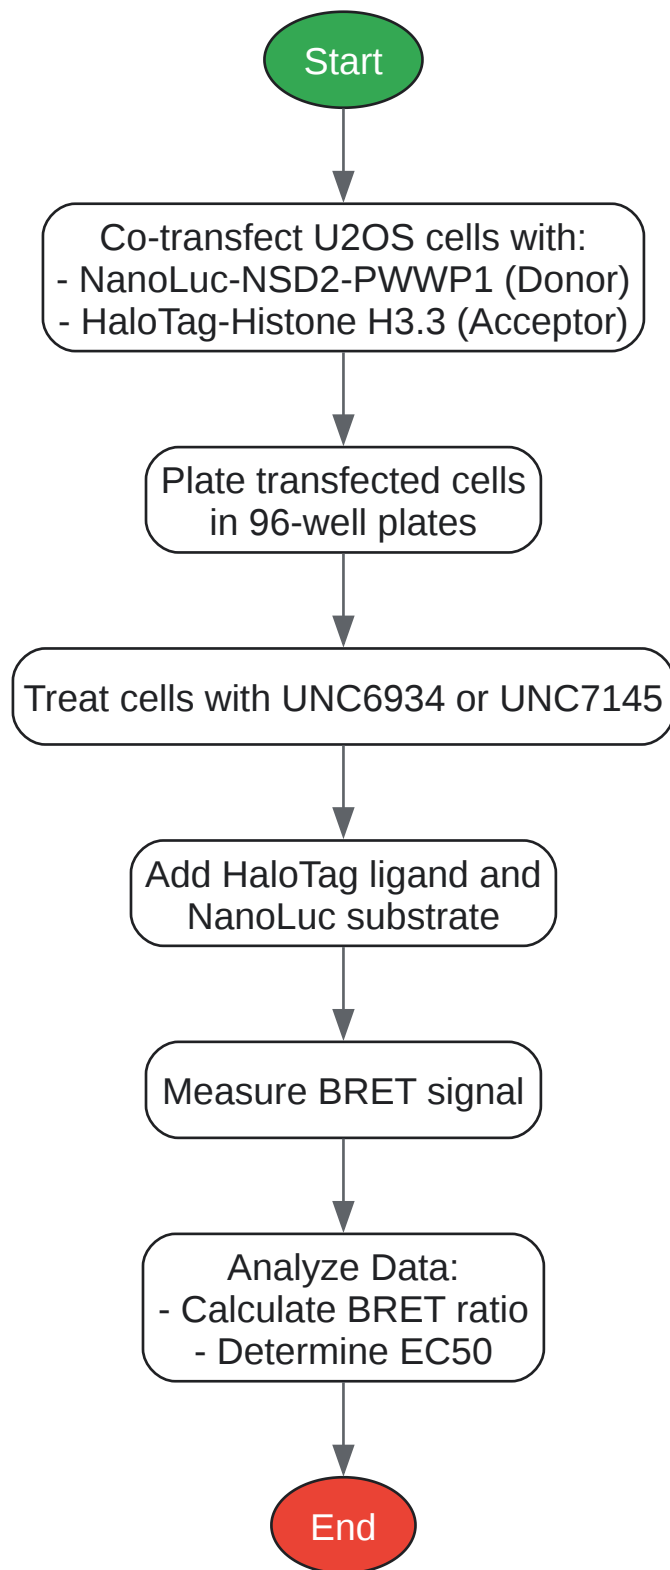 Start
Co-transfect U2OS cells with:
- NanoLuc-NSD2-PWWP1 (Donor)
- HaloTag-Histone H3.3 (Acceptor)
Plate transfected cells
in 96-well plates
Treat cells with UNC6934 or UNC7145
Add HaloTag ligand and
NanoLuc substrate
Measure BRET signal
Analyze Data:
- Calculate BRET ratio
- Determine EC50
End